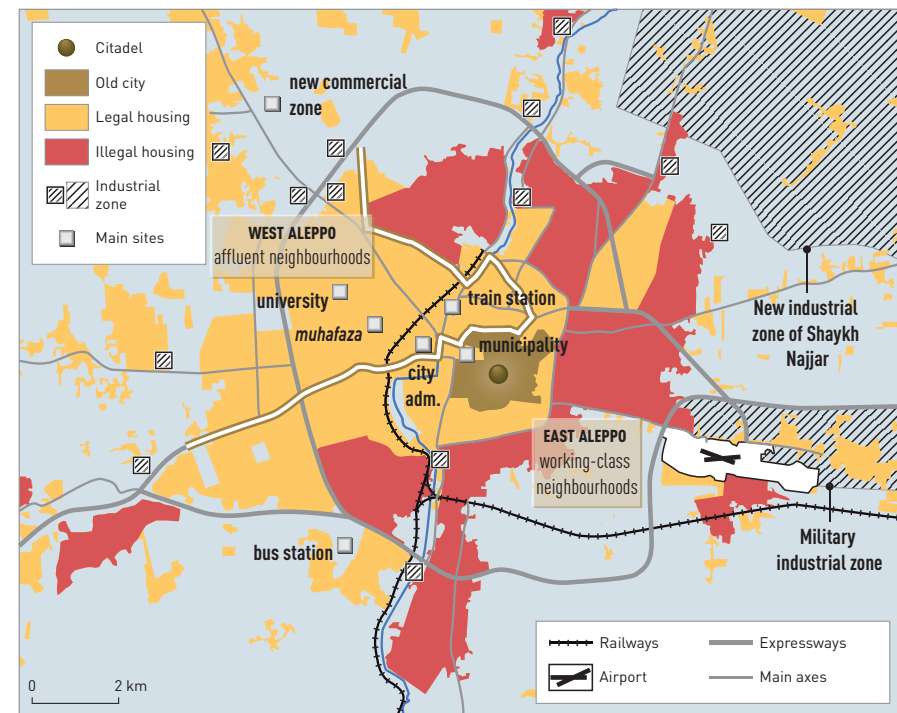 Citadel
Old city
Legal housing
Illegal housing
Industrial
zone
Main sites
new commercial
zone
WEST ALEPPO
affluent neighbourhoods
university
train station
muhafaza
municipality
city
adm.
New industrial
zone of Shaykh
Najjar
EAST ALEPPO
working-class
neighbourhoods
bus station
Military
industrial zone
Railways
Expressways
Airport
Main axes
0 2 km